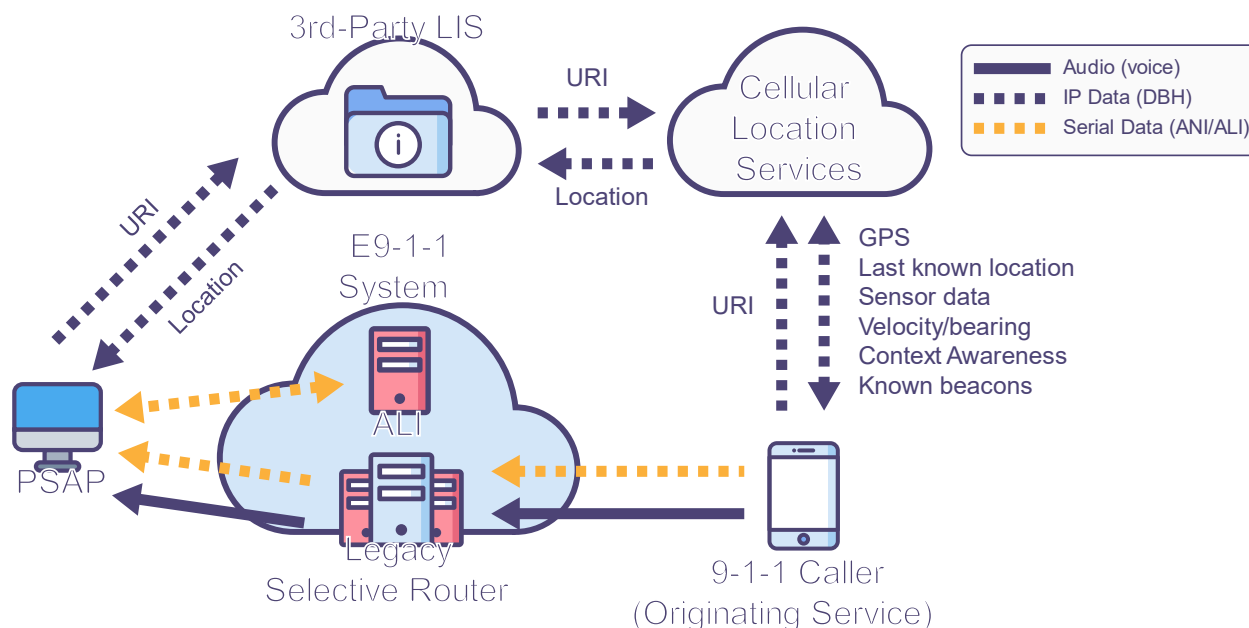 3rd-Party LIS
URI
Cellular
Location
Services
Audio (voice)
IP Data (DBH)
Serial Data (ANI/ALI)
Location
URI
Location
E9-1-1
System
GPS
Last known location
Sensor data
Velocity/bearing
Context Awareness
Known beacons
URI
ALI
PSAP
Legacy
Selective Router
9-1-1 Caller
(Originating Service)